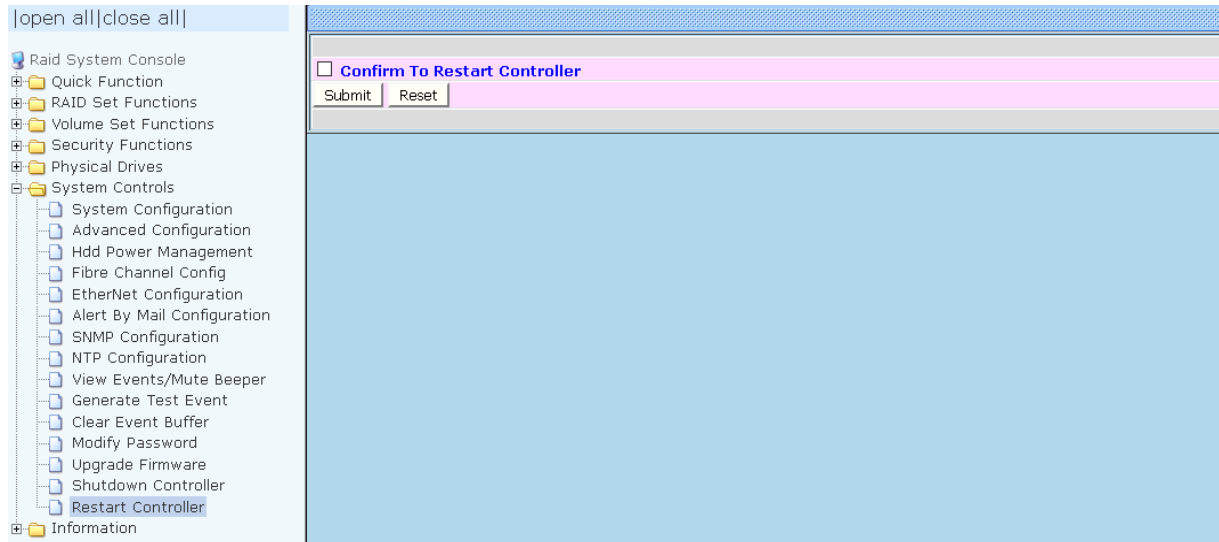 |open all|close all|
Raid System Console
Quick Function
RAID Set Functions
Volume Set Functions
Security Functions
Physical Drives
System Controls
System Configuration
Advanced Configuration
Hdd Power Management
Fibre Channel Config
EtherNet Configuration
Alert By Mail Configuration
SNMP Configuration
NTP Configuration
View Events/Mute Beeper
Generate Test Event
Clear Event Buffer
Modify Password
Upgrade Firmware
Shutdown Controller
Restart Controller
Information
Confirm To Restart Controller
Submit Reset